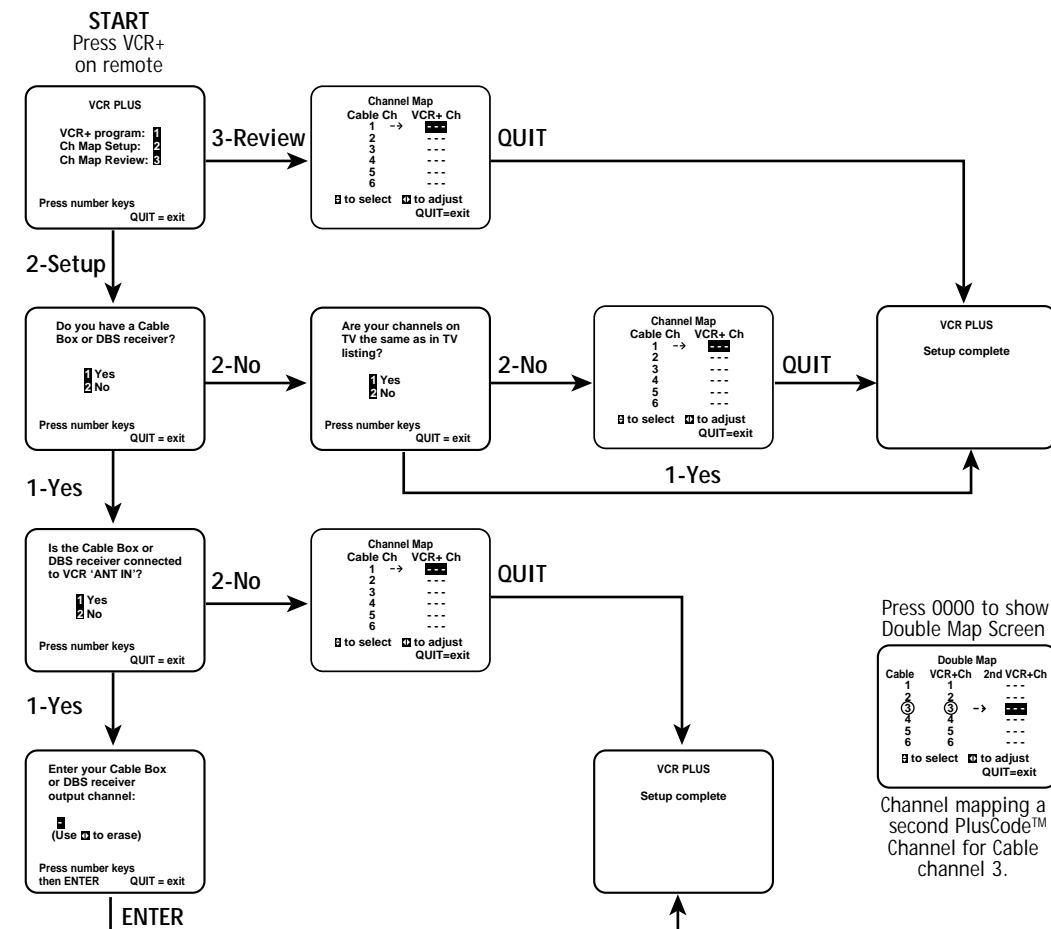 START
Press VCR+
on remote
VCR PLUS
VCR+ program: 1
Ch Map Setup: 2
Ch Map Review: 3
Press number keys
QUIT = exit
3-Review
Channel Map
Cable Ch VCR+ Ch
1 --> ---
2 ---
3 ---
4 ---
5 ---
6 ---
to select to adjust
QUIT=exit
QUIT
2-Setup
Do you have a Cable
Box or DBS receiver?
1 Yes
2 No
Press number keys
QUIT = exit
2-No
Are your channels on
TV the same as in TV
listing?
1 Yes
2 No
Press number keys
QUIT = exit
2-No
Channel Map
Cable Ch VCR+ Ch
1 --> ---
2 ---
3 ---
4 ---
5 ---
6 ---
to select to adjust
QUIT=exit
QUIT
VCR PLUS
Setup complete
1-Yes
1-Yes
Is the Cable Box or
DBS receiver connected
to VCR ‘ANT IN’?
1 Yes
2 No
Press number keys
QUIT = exit
2-No
Channel Map
Cable Ch VCR+ Ch
1 --> ---
2 ---
3 ---
4 ---
5 ---
6 ---
to select to adjust
QUIT=exit
QUIT
1-Yes
Enter your Cable Box
or DBS receiver
output channel:
-
(Use to erase)
Press number keys
then ENTER QUIT = exit
ENTER
VCR PLUS
Setup complete
Press 0000 to show
Double Map Screen
Double Map
Cable VCR+Ch 2nd VCR+Ch
1 1 ---
2 2 ---
3 3 --> ---
4 4 ---
5 5 ---
6 6 ---
to select to adjust
QUIT=exit
Channel mapping a
second PlusCode™
Channel for Cable
channel 3.